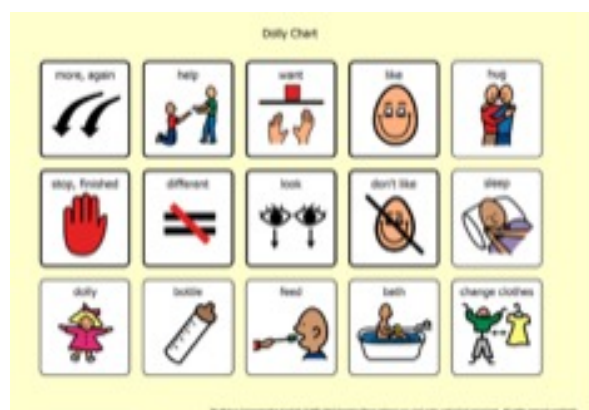 Dolly Chart
more, again help want like hug
stop, finished different look don't like sleep
dolly bottle feed bath change clothes